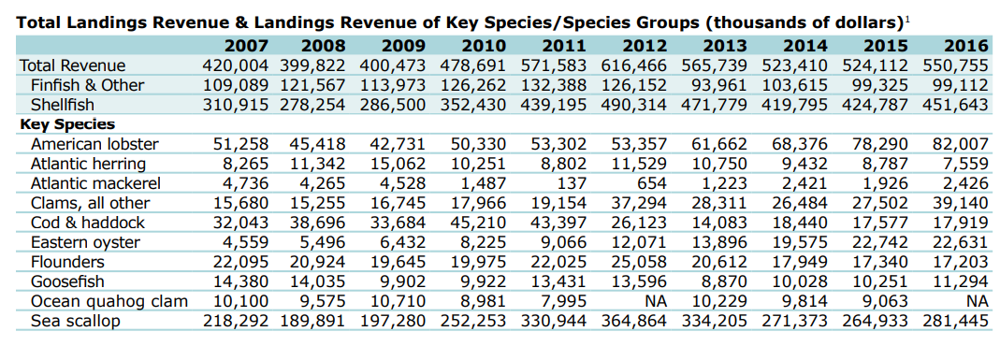 Total Landings Revenue & Landings Revenue of Key Species/Species Groups (thousands of dollars)1
2007 2008 2009 2010 2011 2012 2013 2014 2015 2016
Total Revenue 420,004 399,822 400,473 478,691 571,583 616,466 565,739 523,410 524,112 550,755
Finfish & Other 109,089 121,567 113,973 126,262 132,388 126,152 93,961 103,615 99,325 99,112
Shellfish 310,915 278,254 286,500 352,430 439,195 490,314 471,779 419,795 424,787 451,643
Key Species
American lobster 51,258 45,418 42,731 50,330 53,302 53,357 61,662 68,376 78,290 82,007
Atlantic herring 8,265 11,342 15,062 10,251 8,802 11,529 10,750 9,432 8,787 7,559
Atlantic mackerel 4,736 4,265 4,528 1,487 137 654 1,223 2,421 1,926 2,426
Clams, all other 15,680 15,255 16,745 17,966 19,154 37,294 28,311 26,484 27,502 39,140
Cod & haddock 32,043 38,696 33,684 45,210 43,397 26,123 14,083 18,440 17,577 17,919
Eastern oyster 4,559 5,496 6,432 8,225 9,066 12,071 13,896 19,575 22,742 22,631
Flounders 22,095 20,924 19,645 19,975 22,025 25,058 20,612 17,949 17,340 17,203
Goosefish 14,380 14,035 9,902 9,922 13,431 13,596 8,870 10,028 10,251 11,294
Ocean quahog clam 10,100 9,575 10,710 8,981 7,995 NA 10,229 9,814 9,063 NA
Sea scallop 218,292 189,891 197,280 252,253 330,944 364,864 334,205 271,373 264,933 281,445